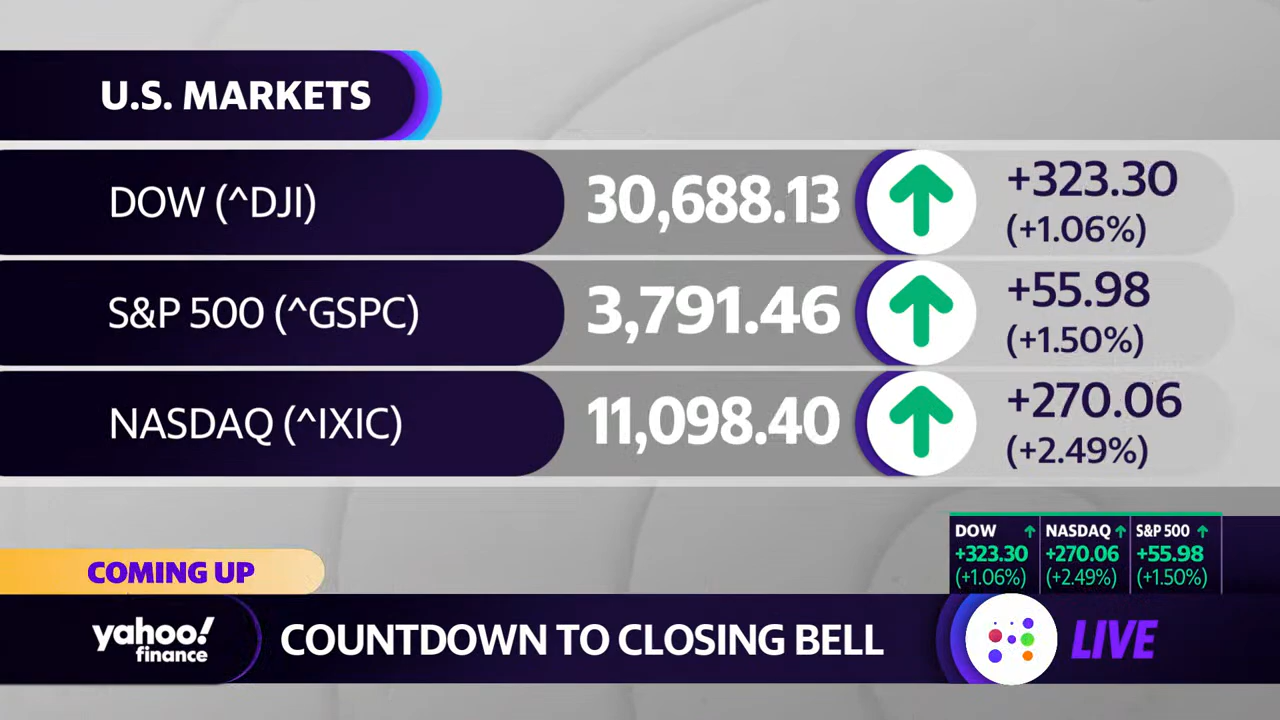 U.S. MARKETS
DOW (^DJI) 30,688.13 +323.30
(+1.06%)
S&P 500 (^GSPC) 3,791.46 +55.98
(+1.50%)
NASDAQ (^IXIC) 11,098.40 +270.06
(+2.49%)
DOW NASDAQ S&P 500
+323.30 +270.06 +55.98
(+1.06%) (+2.49%) (+1.50%)
COMING UP
yahoo!
finance
COUNTDOWN TO CLOSING BELL
LIVE